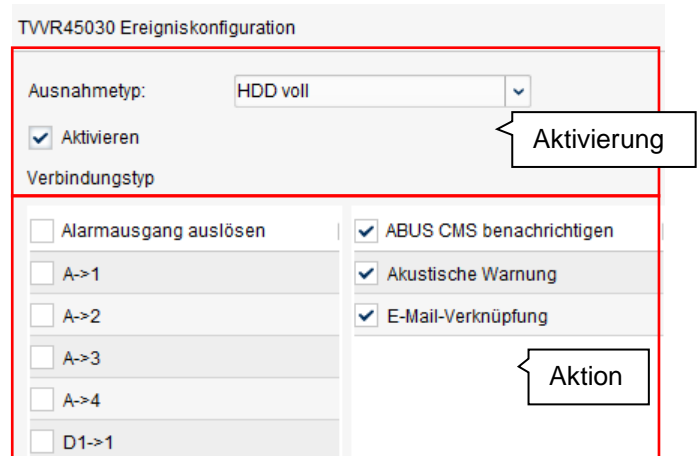 TVVR45030 Ereigniskonfiguration
Ausnahmetyp: HDD voll
Aktivieren
Aktivierung
Verbindungstyp
Alarmausgang auslösen
ABUS CMS benachrichtigen
A->1
Akustische Warnung
A->2
E-Mail-Verknüpfung
A->3
A->4
Aktion
D1->1